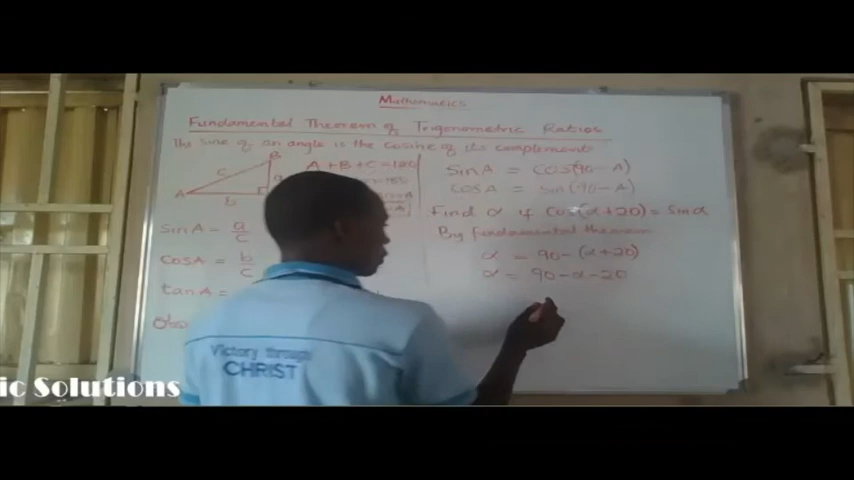 Mathematics
Fundamental Theorem of Trigonometric Ratios
The sine of an angle is the cosine of its complement
B
c
a
A
b
A + B + C = 180
Sin A = a/c
Cos A = b/c
tan A =
Sin A = Cos(90 - A)
Cos A = Sin(90 - A)
Find α if Cos(α + 20) = Sin α
By fundamental theorem
α = 90 - (α + 20)
α = 90 - α - 20
Victory through
CHRIST
ic Solutions